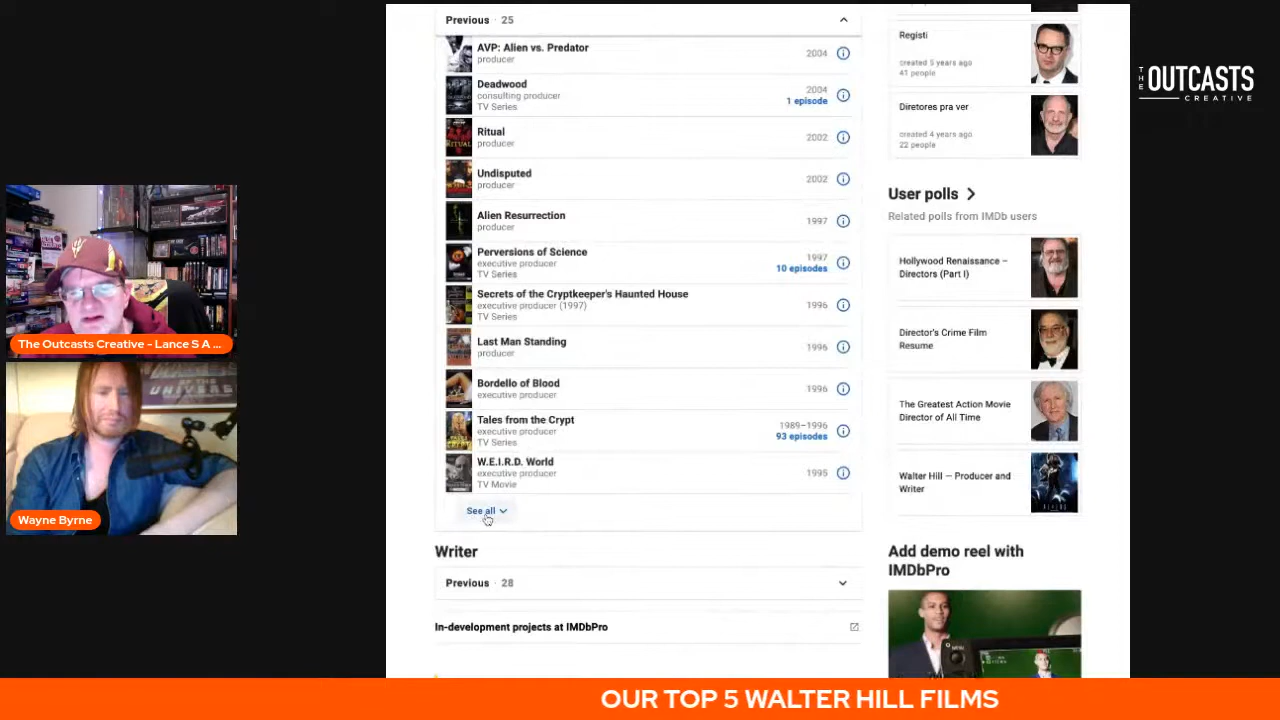 Previous · 25
AVP: Alien vs. Predator
producer
2004
Deadwood
consulting producer
TV Series
2004
1 episode
Ritual
producer
2002
Undisputed
producer
2002
Alien Resurrection
1997
Perversions of Science
executive producer
TV Series
1997
10 episodes
Secrets of the Cryptkeeper's Haunted House
executive producer (1997)
TV Series
1996
Last Man Standing
producer
1996
Bordello of Blood
executive producer
1996
Tales from the Crypt
executive producer
TV Series
1989–1996
93 episodes
W.E.I.R.D. World
executive producer
TV Movie
1995
See all
Writer
Previous · 28
In-development projects at IMDbPro
Registi
created 5 years ago
41 people
Diretores pra ver
created 4 years ago
22 people
User polls
Related polls from IMDb users
Hollywood Renaissance –
Directors (Part I)
Director's Crime Film
Resume
The Greatest Action Movie
Director of All Time
Walter Hill — Producer and
Writer
Add demo reel with
IMDbPro
THE OUTCASTS
CREATIVE
The Outcasts Creative - Lance S A ...
Wayne Byrne
OUR TOP 5 WALTER HILL FILMS